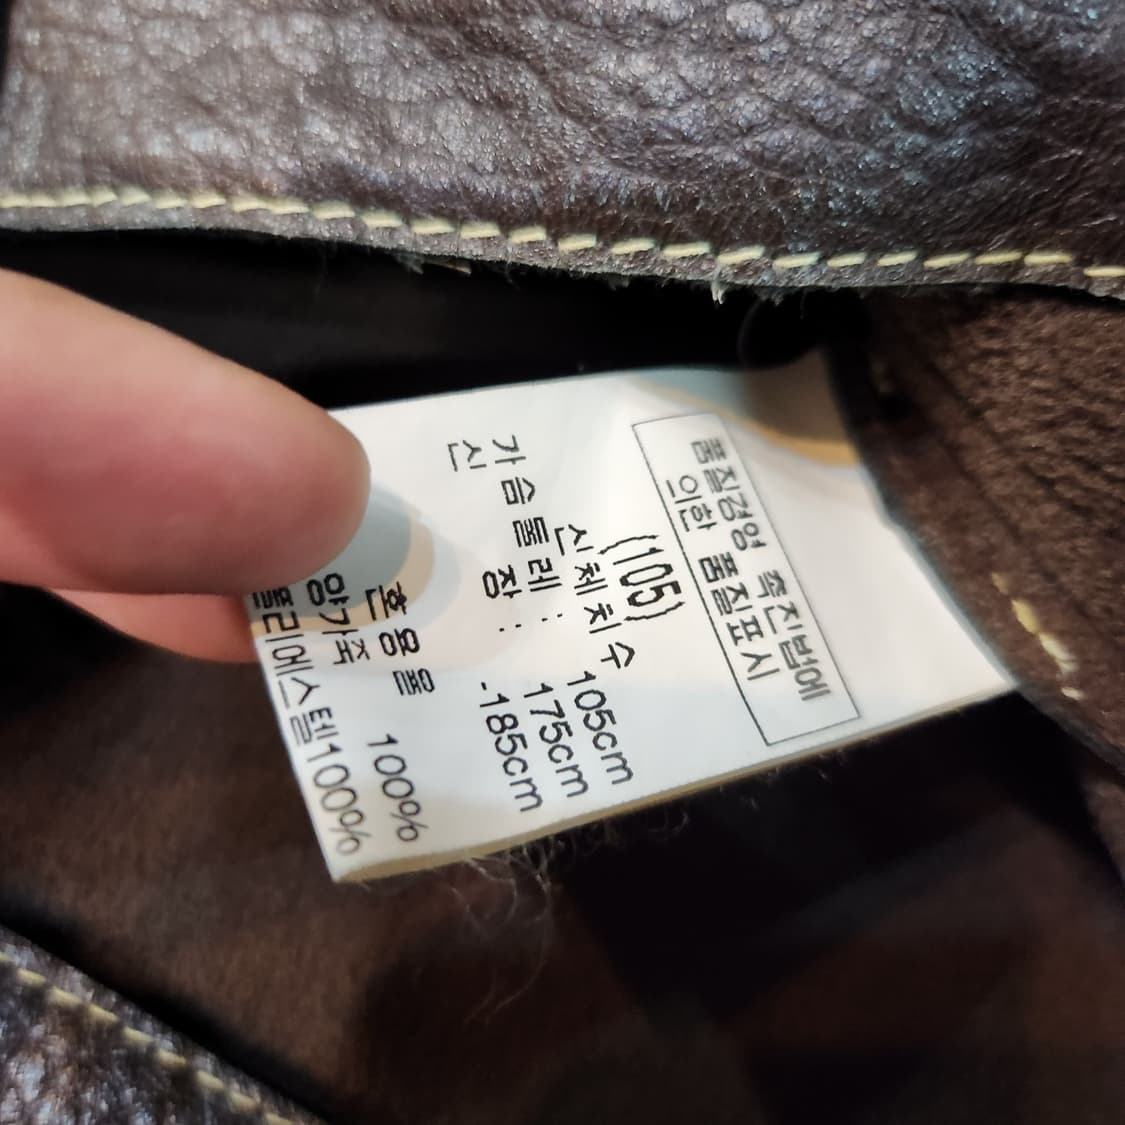 품질경영 촉진법에
의한 품질표시
(105)
신체치수
가슴둘레 : 105cm
신 장 : 175cm
-185cm
혼용율
양가죽 100%
폴리에스텔100%